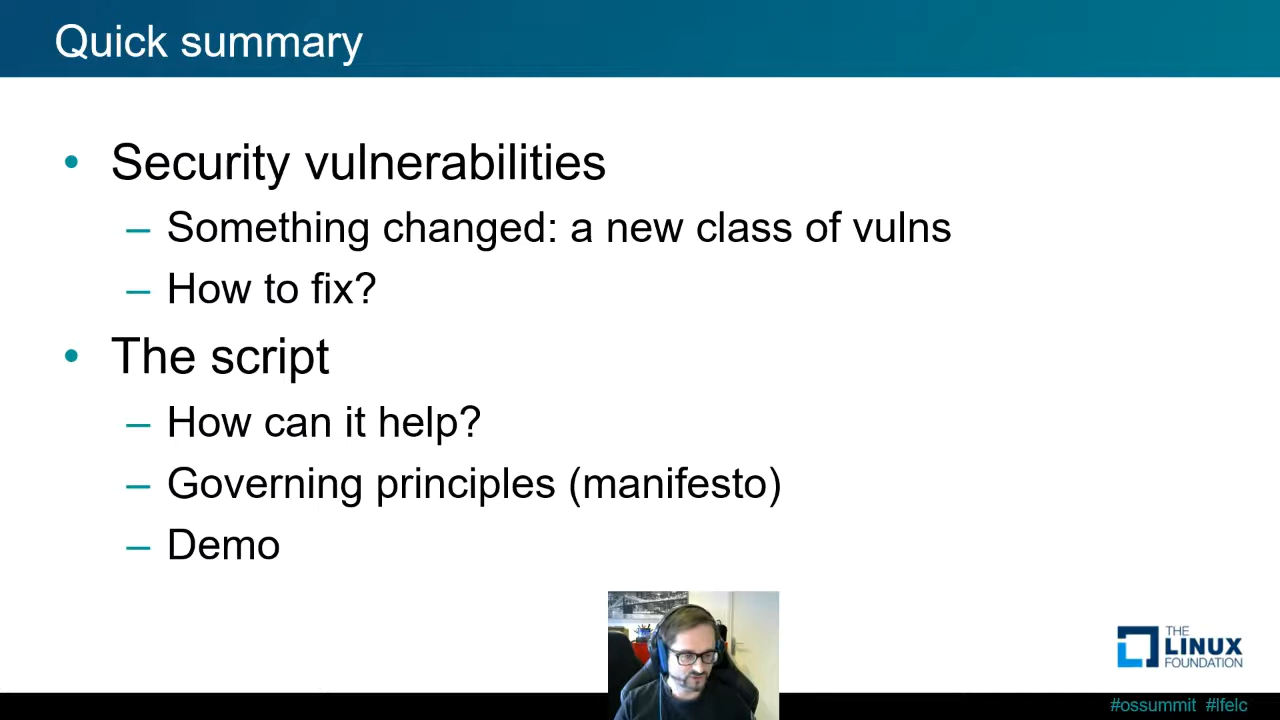 Quick summary
• Security vulnerabilities
– Something changed: a new class of vulns
– How to fix?
• The script
– How can it help?
– Governing principles (manifesto)
– Demo
THE
LINUX
FOUNDATION
#ossummit #lfelc